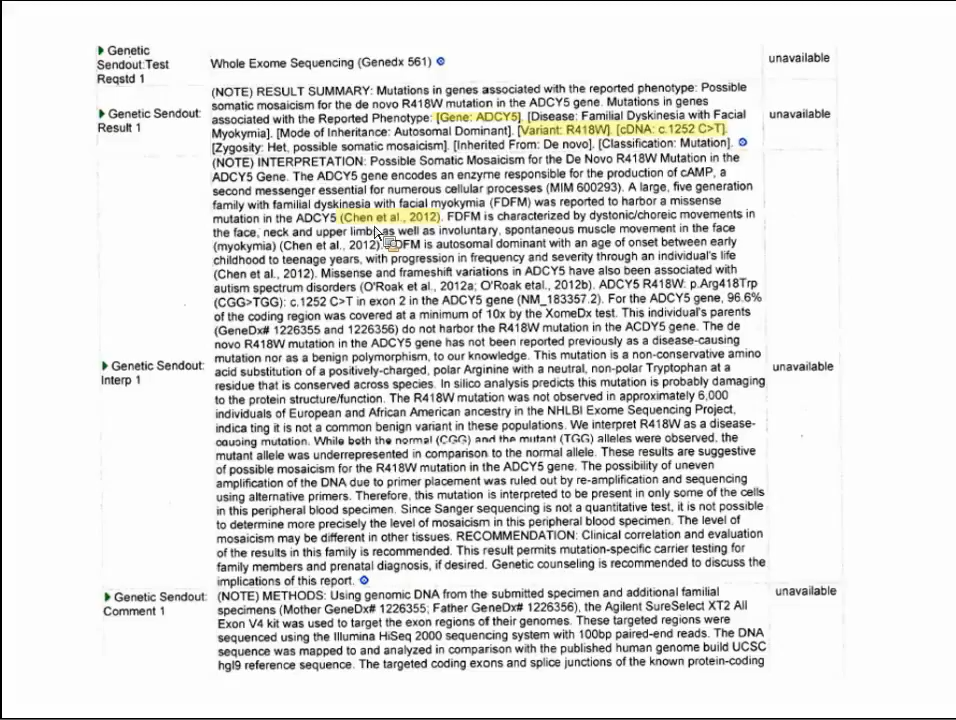 Genetic Sendout:Test Reqstd 1
Whole Exome Sequencing (Genedx 561)
unavailable
Genetic Sendout: Result 1
(NOTE) RESULT SUMMARY: Mutations in genes associated with the reported phenotype: Possible
somatic mosaicism for the de novo R418W mutation in the ADCY5 gene. Mutations in genes
associated with the Reported Phenotype: [Gene: ADCY5]. [Disease: Familial Dyskinesia with Facial
Myokymia]. [Mode of Inheritance: Autosomal Dominant]. [Variant: R418W]. [cDNA: c.1252 C>T].
[Zygosity: Het, possible somatic mosaicism]. [Inherited From: De novo]. [Classification: Mutation].
unavailable
Genetic Sendout: Interp 1
(NOTE) INTERPRETATION: Possible Somatic Mosaicism for the De Novo R418W Mutation in the
ADCY5 Gene. The ADCY5 gene encodes an enzyme responsible for the production of cAMP, a
second messenger essential for numerous cellular processes (MIM 600293). A large, five generation
family with familial dyskinesia with facial myokymia (FDFM) was reported to harbor a missense
mutation in the ADCY5 (Chen et al., 2012). FDFM is characterized by dystonic/choreic movements in
the face, neck and upper limbs as well as involuntary, spontaneous muscle movement in the face
(myokymia) (Chen et al., 2012). FDFM is autosomal dominant with an age of onset between early
childhood to teenage years, with progression in frequency and severity through an individual's life
(Chen et al., 2012). Missense and frameshift variations in ADCY5 have also been associated with
autism spectrum disorders (O'Roak et al., 2012a; O'Roak etal., 2012b). ADCY5 R418W: p.Arg418Trp
(CGG>TGG): c.1252 C>T in exon 2 in the ADCY5 gene (NM_183357.2). For the ADCY5 gene, 96.6%
of the coding region was covered at a minimum of 10x by the XomeDx test. This individual's parents
(GeneDx# 1226355 and 1226356) do not harbor the R418W mutation in the ACDY5 gene. The de
novo R418W mutation in the ADCY5 gene has not been reported previously as a disease-causing
mutation nor as a benign polymorphism, to our knowledge. This mutation is a non-conservative amino
acid substitution of a positively-charged, polar Arginine with a neutral, non-polar Tryptophan at a
residue that is conserved across species. In silico analysis predicts this mutation is probably damaging
to the protein structure/function. The R418W mutation was not observed in approximately 6,000
individuals of European and African American ancestry in the NHLBI Exome Sequencing Project,
indica ting it is not a common benign variant in these populations. We interpret R418W as a disease-
causing mutation. While both the normal (CGG) and the mutant (TGG) alleles were observed, the
mutant allele was underrepresented in comparison to the normal allele. These results are suggestive
of possible mosaicism for the R418W mutation in the ADCY5 gene. The possibility of uneven
amplification of the DNA due to primer placement was ruled out by re-amplification and sequencing
using alternative primers. Therefore, this mutation is interpreted to be present in only some of the cells
in this peripheral blood specimen. Since Sanger sequencing is not a quantitative test, it is not possible
to determine more precisely the level of mosaicism in this peripheral blood specimen. The level of
mosaicism may be different in other tissues. RECOMMENDATION: Clinical correlation and evaluation
of the results in this family is recommended. This result permits mutation-specific carrier testing for
family members and prenatal diagnosis, if desired. Genetic counseling is recommended to discuss the
implications of this report.
unavailable
Genetic Sendout: Comment 1
(NOTE) METHODS: Using genomic DNA from the submitted specimen and additional familial
specimens (Mother GeneDx# 1226355; Father GeneDx# 1226356), the Agilent SureSelect XT2 All
Exon V4 kit was used to target the exon regions of their genomes. These targeted regions were
sequenced using the Illumina HiSeq 2000 sequencing system with 100bp paired-end reads. The DNA
sequence was mapped to and analyzed in comparison with the published human genome build UCSC
hgl9 reference sequence. The targeted coding exons and splice junctions of the known protein-coding
unavailable